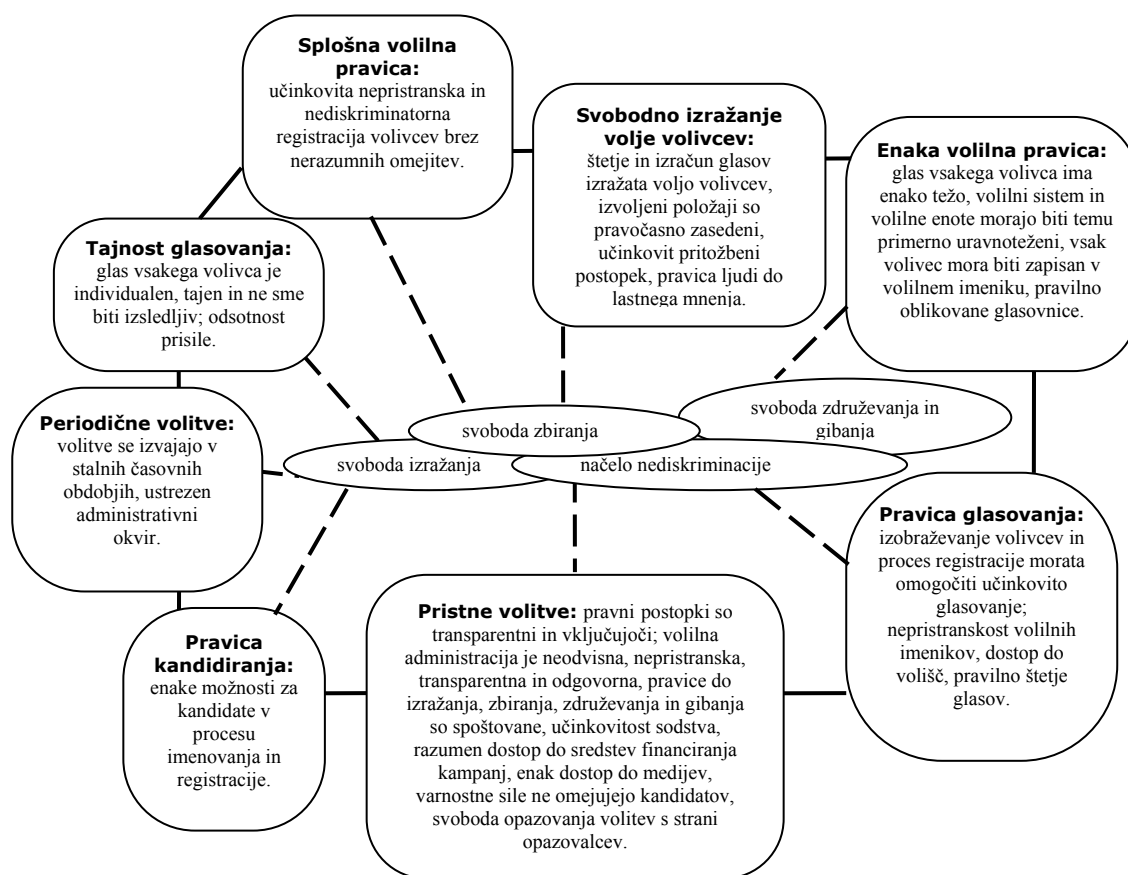 Splošna volilna
pravica:
učinkovita nepristranska in
nediskriminatorna
registracija volivcev brez
nerazumnih omejitev.
Svobodno izražanje
volje volivcev:
štetje in izračun glasov
izražata voljo volivcev,
izvoljeni položaji so
pravočasno zasedeni,
učinkovit pritožbeni
postopek, pravica ljudi do
lastnega mnenja.
Enaka volilna pravica:
glas vsakega volivca ima
enako težo, volilni sistem in
volilne enote morajo biti temu
primerno uravnoteženi, vsak
volivec mora biti zapisan v
volilnem imeniku, pravilno
oblikovane glasovnice.
Tajnost glasovanja:
glas vsakega volivca je
individualen, tajen in ne sme
biti izsledljiv; odsotnost
prisile.
Periodične volitve:
volitve se izvajajo v
stalnih časovnih
obdobjih, ustrezen
administrativni
okvir.
svoboda zbiranja
svoboda združevanja in
gibanja
svoboda izražanja
načelo nediskriminacije
Pravica glasovanja:
izobraževanje volivcev in
proces registracije morata
omogočiti učinkovito
glasovanje;
nepristranskost volilnih
imenikov, dostop do
volišč, pravilno štetje
glasov.
Pravica
kandidiranja:
enake možnosti za
kandidate v
procesu
imenovanja in
registracije.
Pristne volitve: pravni postopki so
transparentni in vključujoči; volilna
administracija je neodvisna, nepristranska,
transparentna in odgovorna, pravice do
izražanja, zbiranja, združevanja in gibanja
so spoštovane, učinkovitost sodstva,
razumen dostop do sredstev financiranja
kampanj, enak dostop do medijev,
varnostne sile ne omejujejo kandidatov,
svoboda opazovanja volitev s strani
opazovalcev.